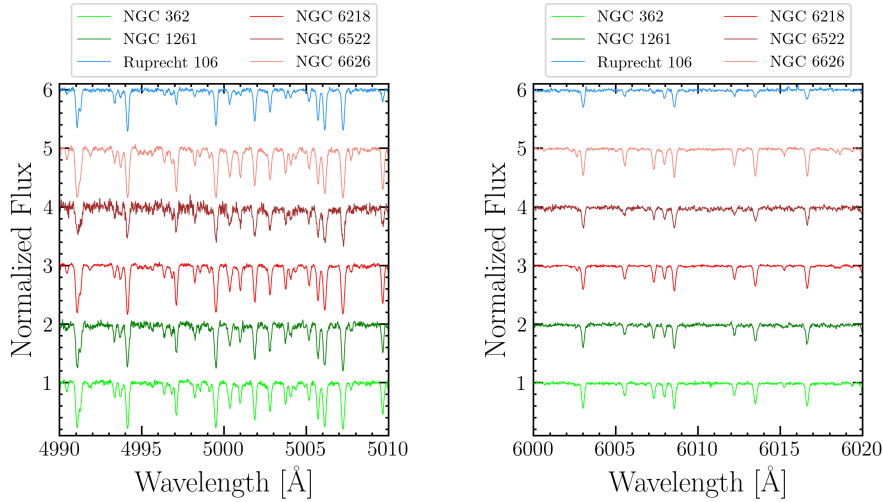 NGC 362
NGC 6218
NGC 1261
NGC 6522
Ruprecht 106
NGC 6626
6
5
4
3
2
1
Normalized Flux
4990
4995
5000
5005
5010
Wavelength [Å]
NGC 362
NGC 6218
NGC 1261
NGC 6522
Ruprecht 106
NGC 6626
6
5
4
3
2
1
Normalized Flux
6000
6005
6010
6015
6020
Wavelength [Å]